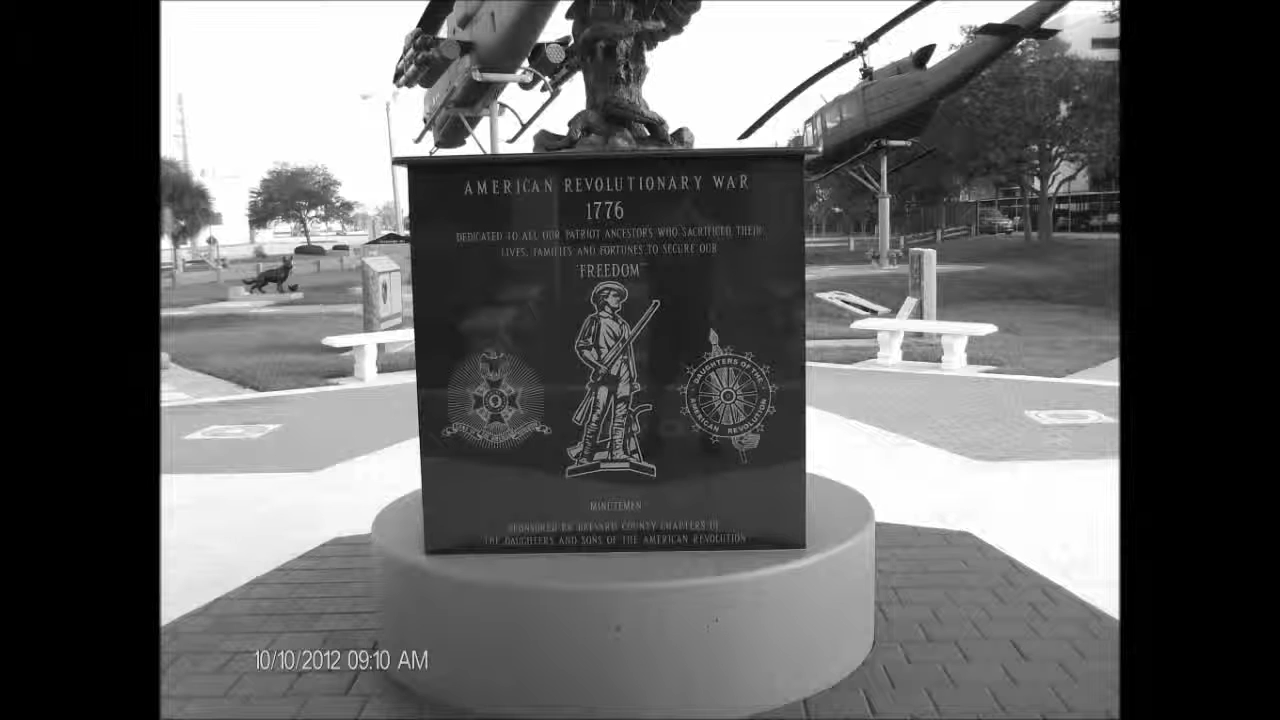 AMERICAN REVOLUTIONARY WAR
1776
DEDICATED TO ALL OUR PATRIOT ANCESTORS WHO SACRIFICED THEIR
LIVES, FAMILIES AND FORTUNES TO SECURE OUR
"FREEDOM"
DAUGHTERS OF THE
AMERICAN REVOLUTION
MINUTEMEN
SPONSORED BY BREVARD COUNTY CHAPTERS OF
THE DAUGHTERS AND SONS OF THE AMERICAN REVOLUTION
10/10/2012 09:10 AM